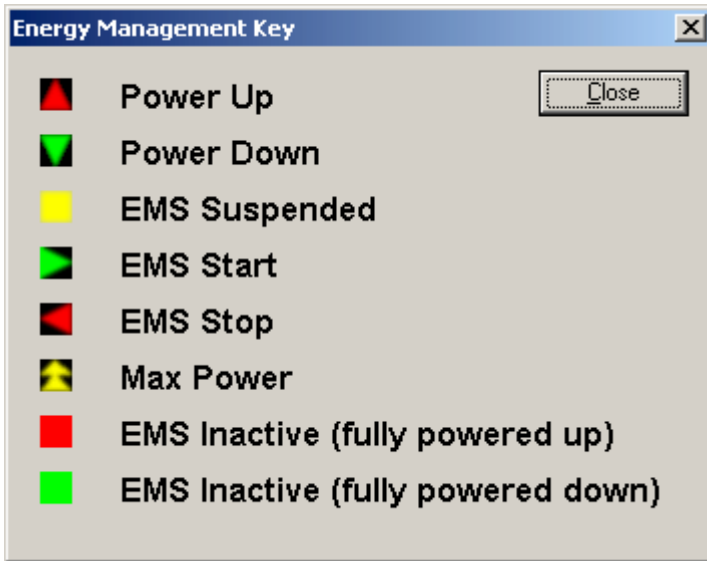 Energy Management Key
Power Up
Close
Power Down
EMS Suspended
EMS Start
EMS Stop
Max Power
EMS Inactive (fully powered up)
EMS Inactive (fully powered down)